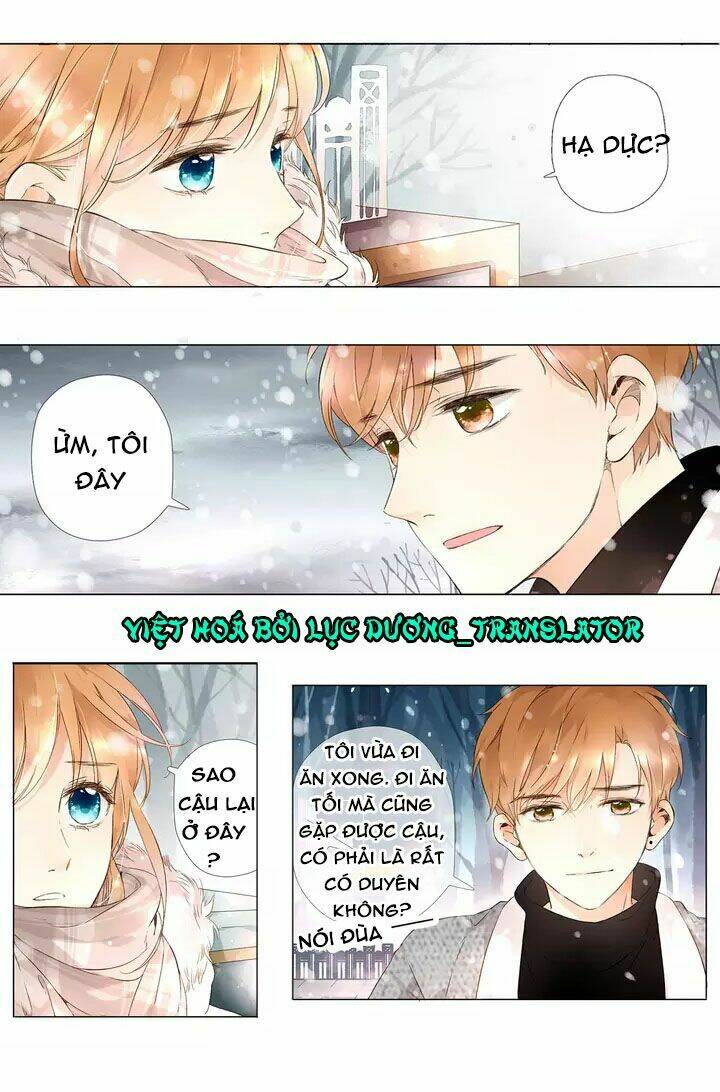 HẠ DỰC?
ỪM, TÔI
ĐÂY
VIỆT HOÁ BỞI LỤC DƯƠNG_TRANSLATOR
SAO
CẬU LẠI
Ở ĐÂY
?
TÔI VỪA ĐI
ĂN XONG. ĐI ĂN
TỐI MÀ CŨNG
GẶP ĐƯỢC CẬU,
CÓ PHẢI LÀ RẤT
CÓ DUYÊN
KHÔNG?
NÓI ĐÙA